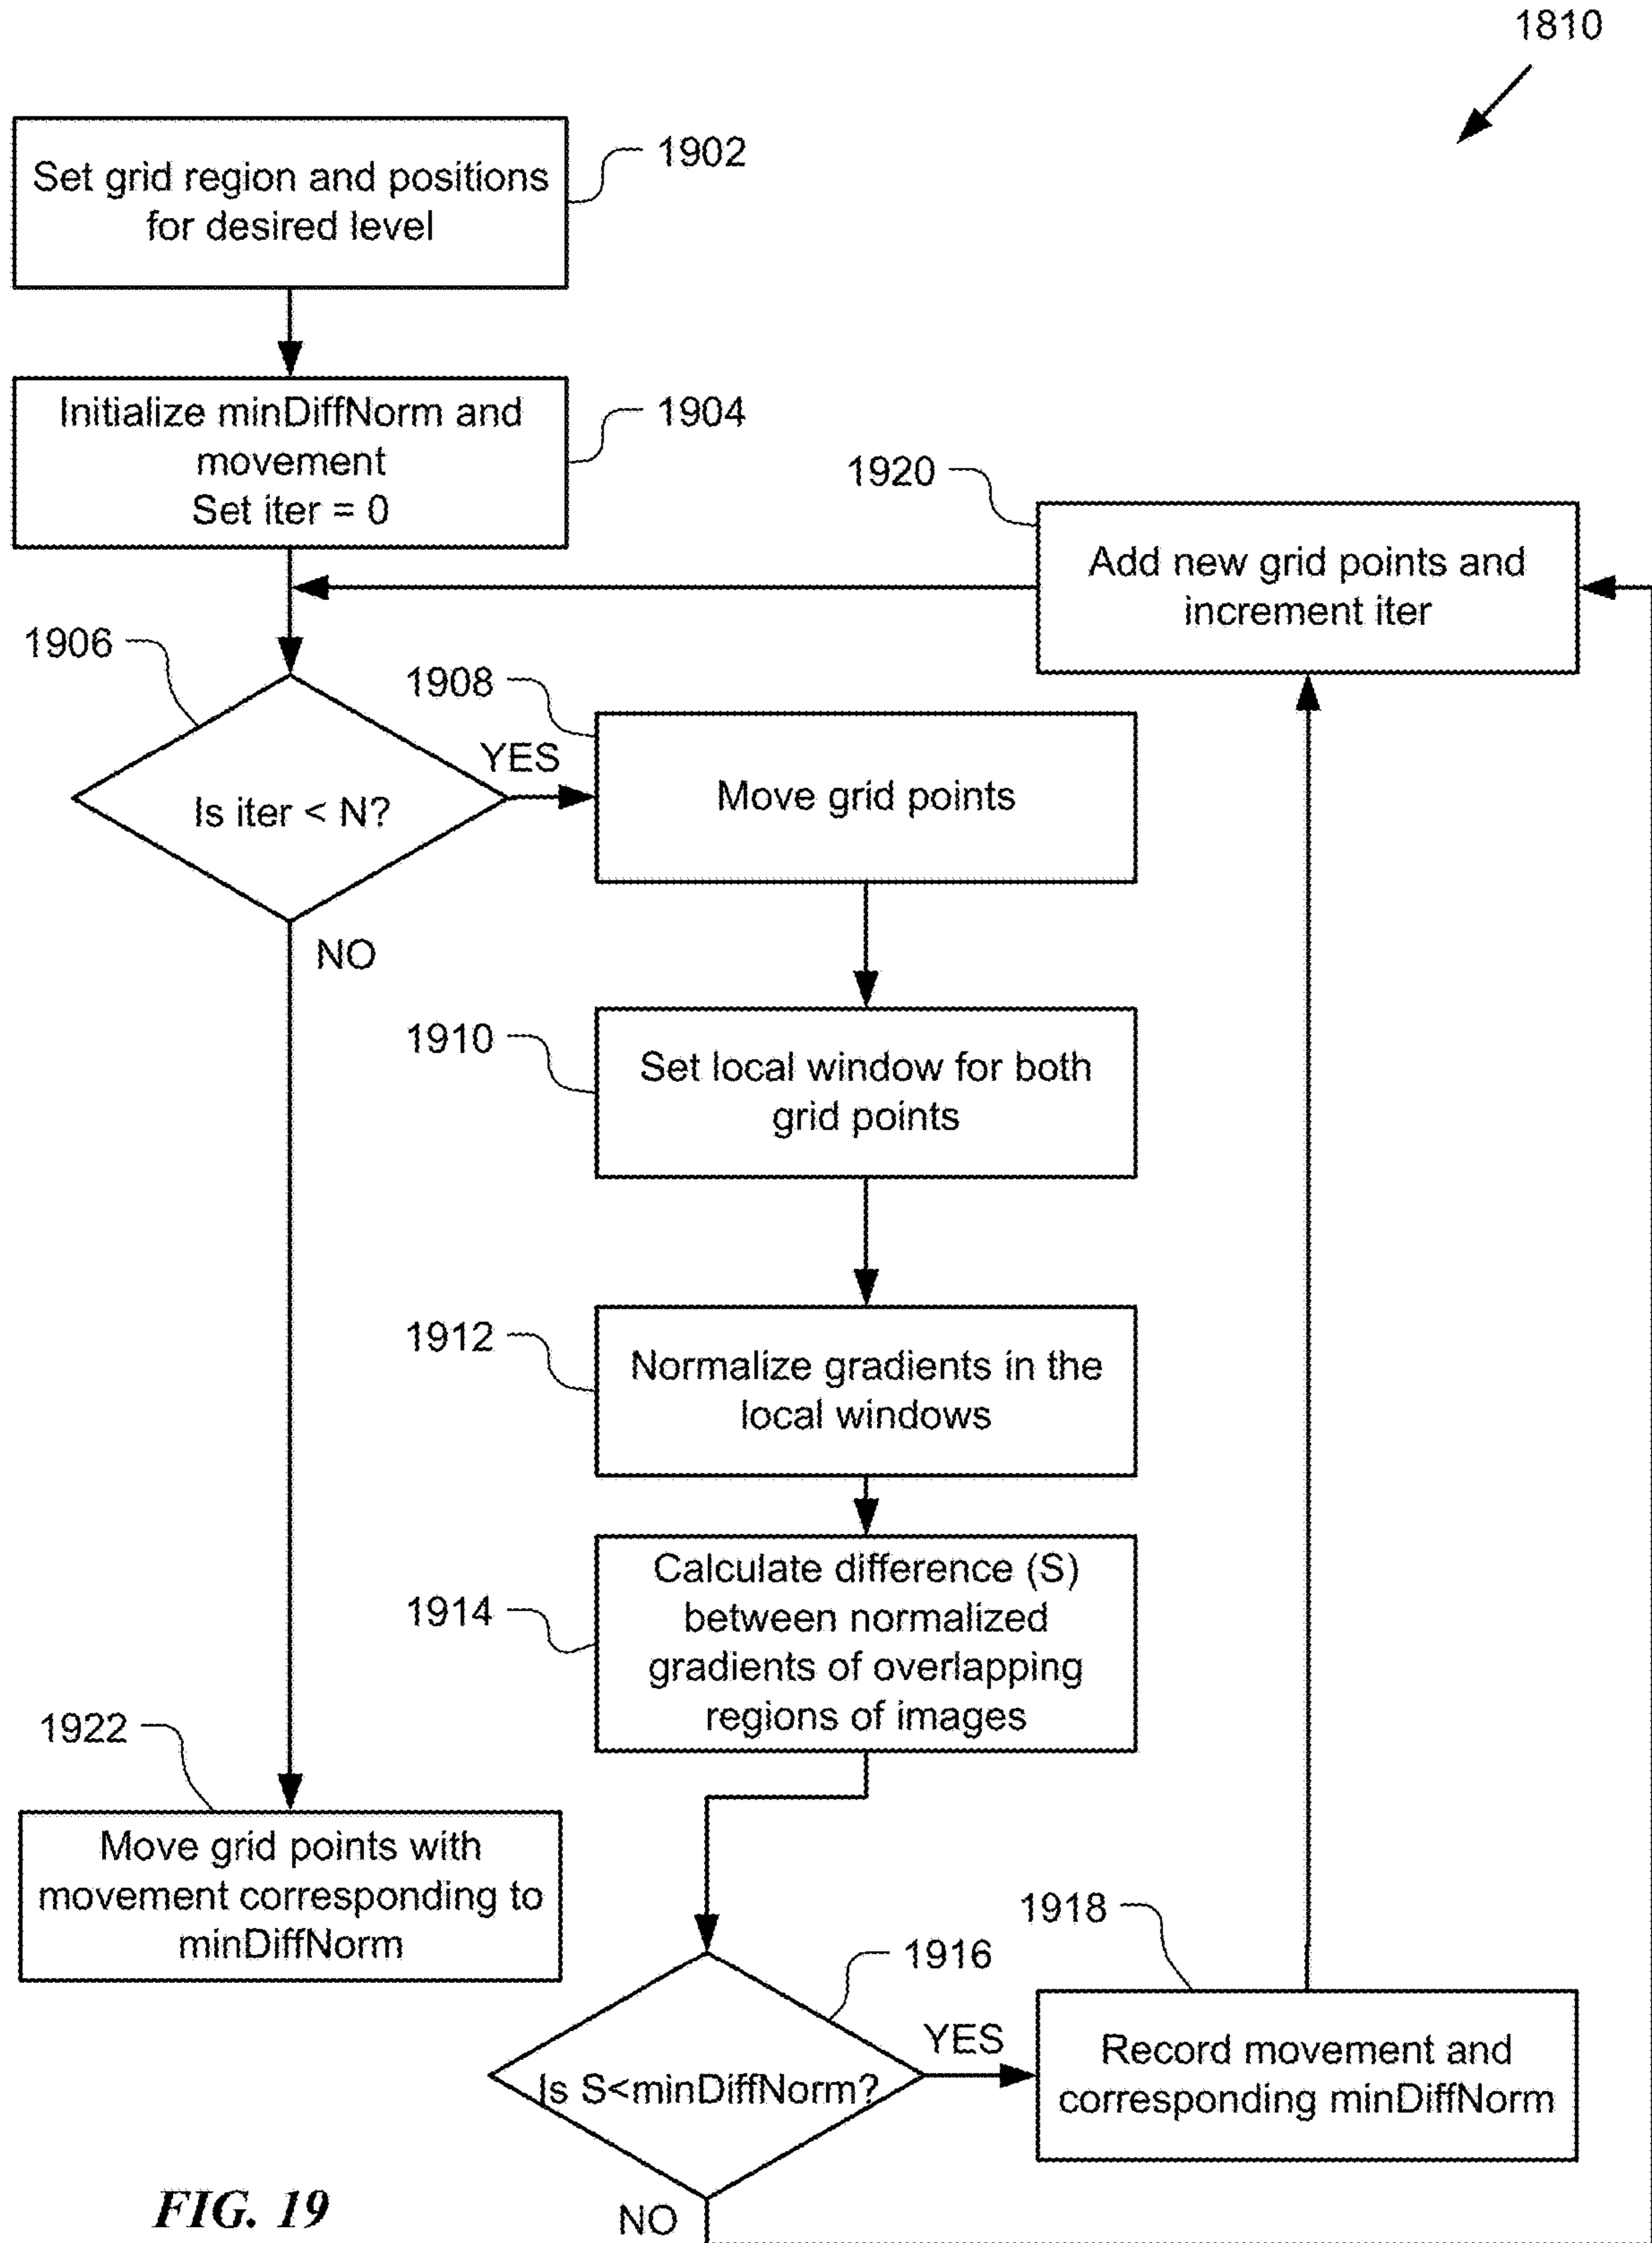 1810
Set grid region and positions
for desired level
1902
Initialize minDiffNorm and
movement
Set iter = 0
1904
1920
Add new grid points and
increment iter
1906
Is iter < N?
YES
NO
1908
Move grid points
1910
Set local window for both
grid points
1912
Normalize gradients in the
local windows
1914
Calculate difference (S)
between normalized
gradients of overlapping
regions of images
1922
Move grid points with
movement corresponding to
minDiffNorm
1916
Is S<minDiffNorm?
YES
NO
1918
Record movement and
corresponding minDiffNorm
FIG. 19